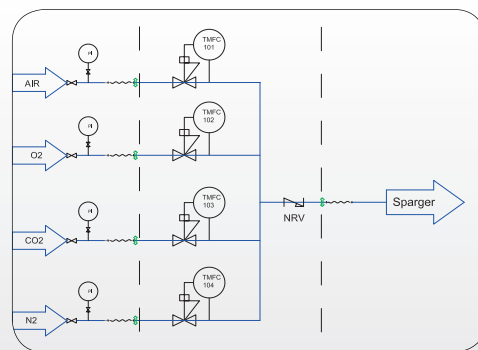 PI
TMFC
101
AIR
PI
TMFC
102
O2
PI
TMFC
103
CO2
NRV
Sparger
PI
TMFC
104
N2